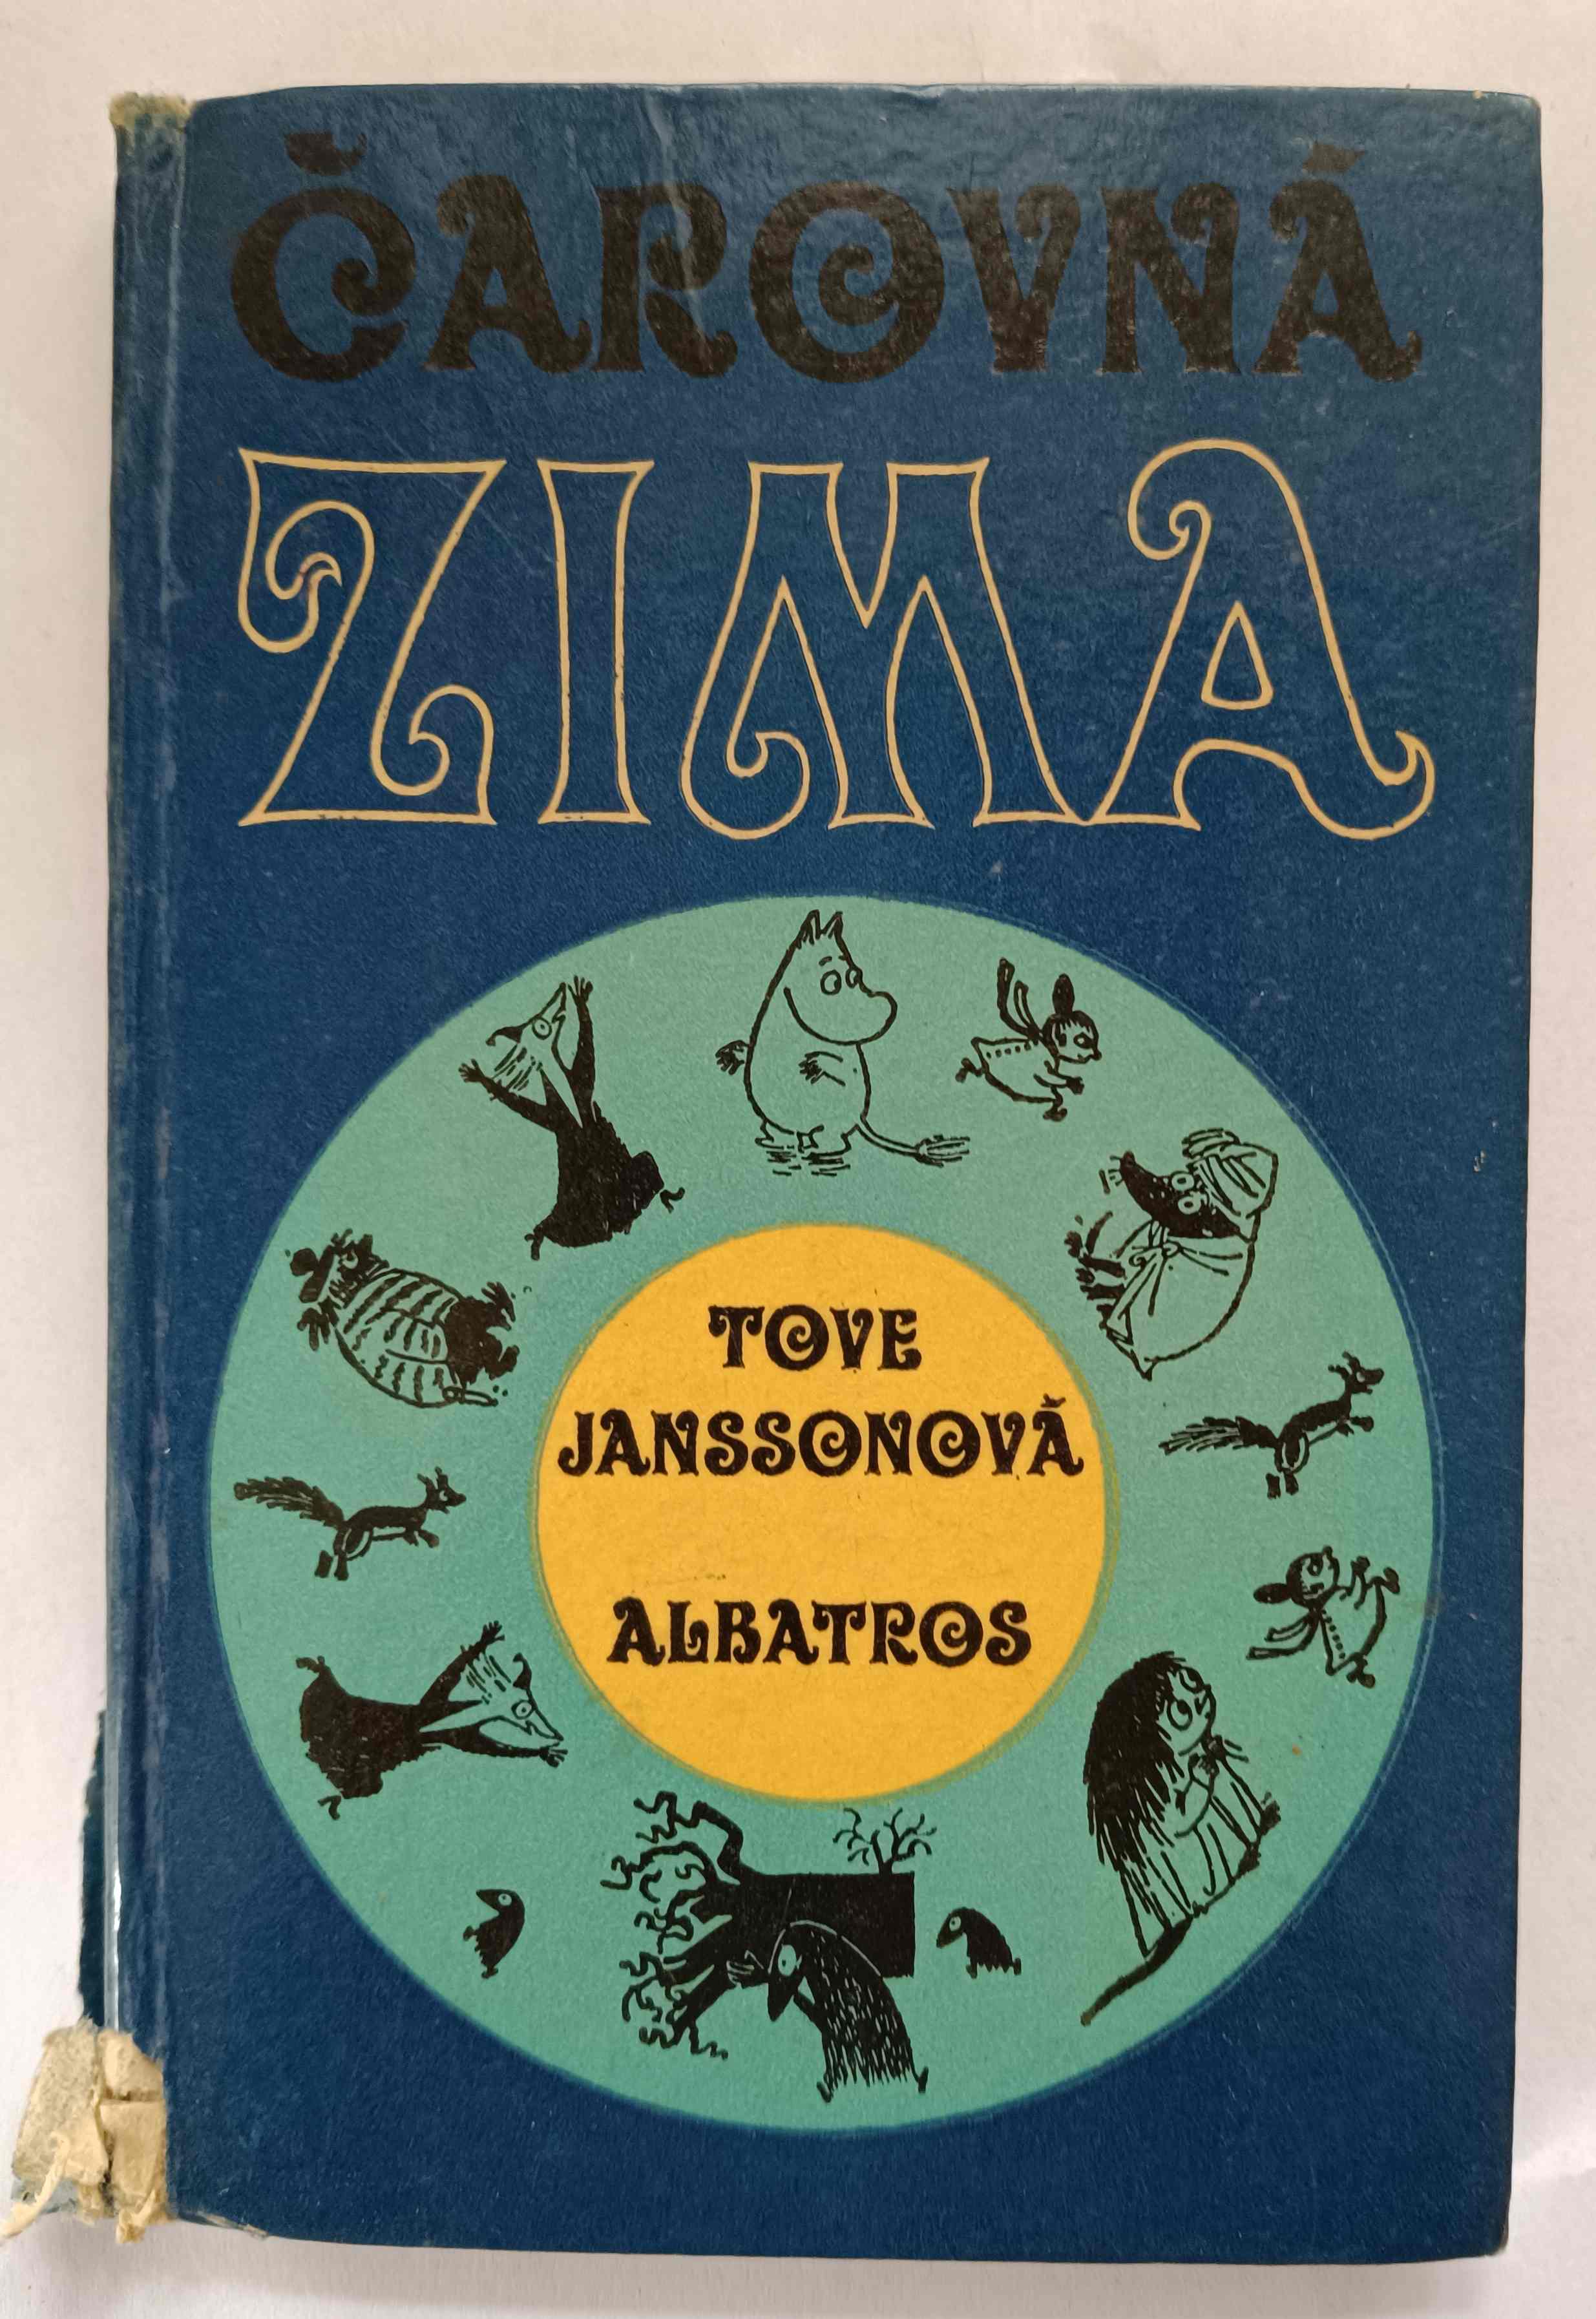 ČAROVNÁ
ZIMA
TOVE
JANSSONOVÁ
ALBATROS